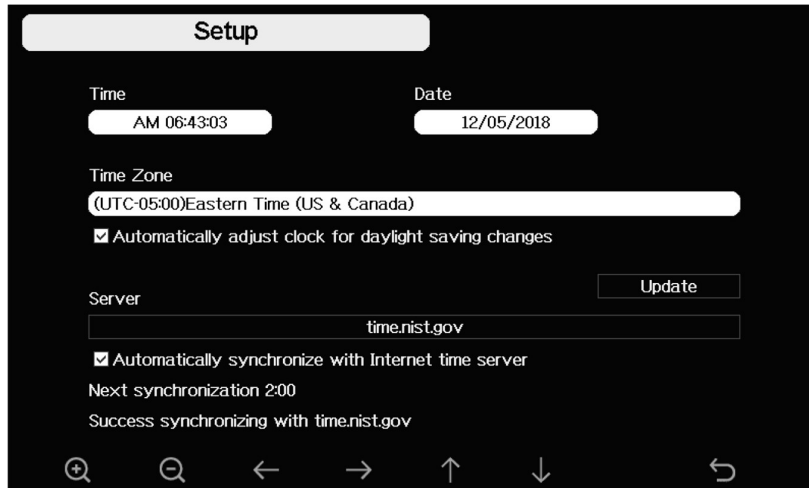 Setup
Time
Date
AM 06:43:03
12/05/2018
Time Zone
(UTC-05:00)Eastern Time (US & Canada)
Automatically adjust clock for daylight saving changes
Update
Server
time.nist.gov
Automatically synchronize with Internet time server
Next synchronization 2:00
Success synchronizing with time.nist.gov